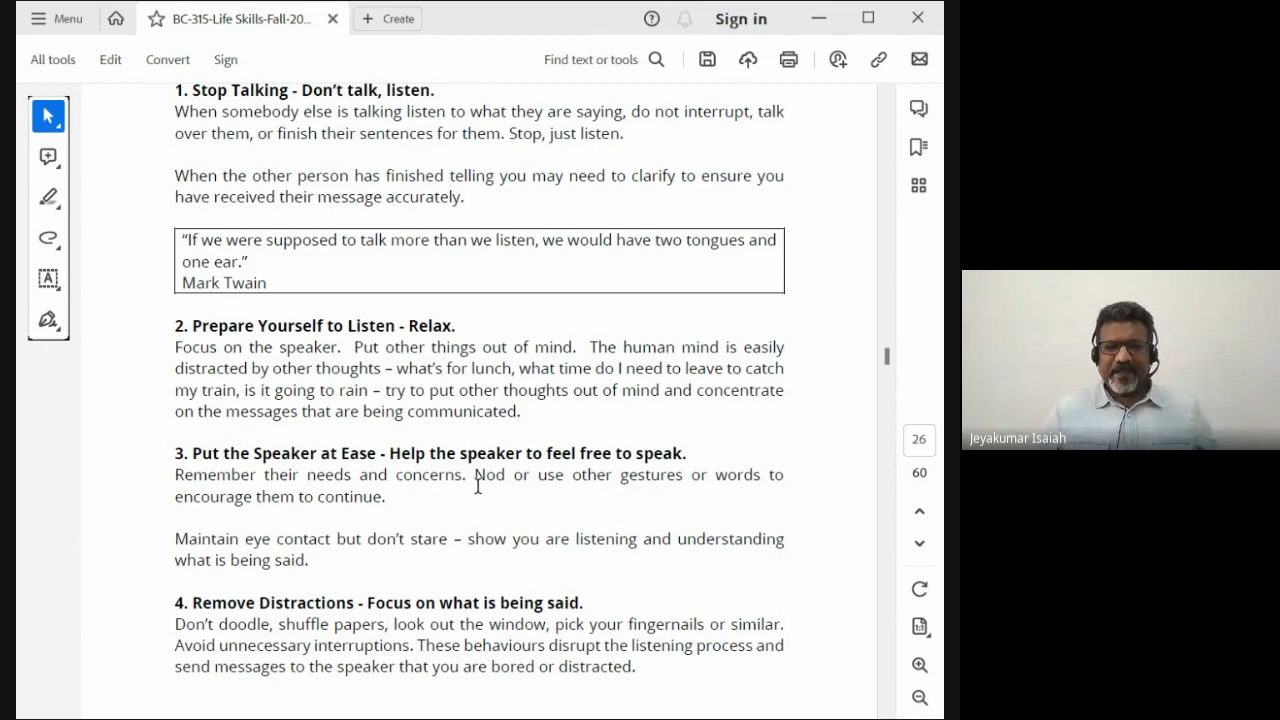 Menu
BC-315-Life Skills-Fall-20...
Create
Sign in
All tools
Edit
Convert
Sign
Find text or tools
1. Stop Talking - Don't talk, listen.
When somebody else is talking listen to what they are saying, do not interrupt, talk
over them, or finish their sentences for them. Stop, just listen.
When the other person has finished telling you may need to clarify to ensure you
have received their message accurately.
“If we were supposed to talk more than we listen, we would have two tongues and
one ear.”
Mark Twain
2. Prepare Yourself to Listen - Relax.
Focus on the speaker. Put other things out of mind. The human mind is easily
distracted by other thoughts – what's for lunch, what time do I need to leave to catch
my train, is it going to rain – try to put other thoughts out of mind and concentrate
on the messages that are being communicated.
3. Put the Speaker at Ease - Help the speaker to feel free to speak.
Remember their needs and concerns. Nod or use other gestures or words to
encourage them to continue.
Maintain eye contact but don't stare – show you are listening and understanding
what is being said.
4. Remove Distractions - Focus on what is being said.
Don't doodle, shuffle papers, look out the window, pick your fingernails or similar.
Avoid unnecessary interruptions. These behaviours disrupt the listening process and
send messages to the speaker that you are bored or distracted.
26
60
Jeyakumar Isaiah